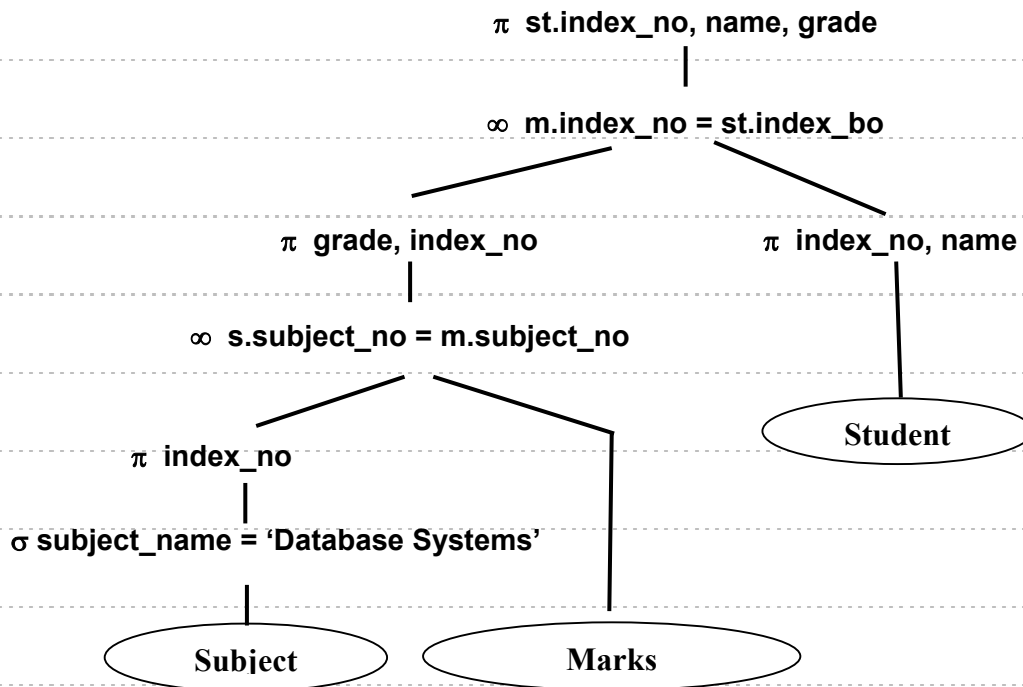 π st.index_no, name, grade
∞ m.index_no = st.index_bo
π grade, index_no
π index_no, name
∞ s.subject_no = m.subject_no
Student
π index_no
σ subject_name = ‘Database Systems’
Subject
Marks